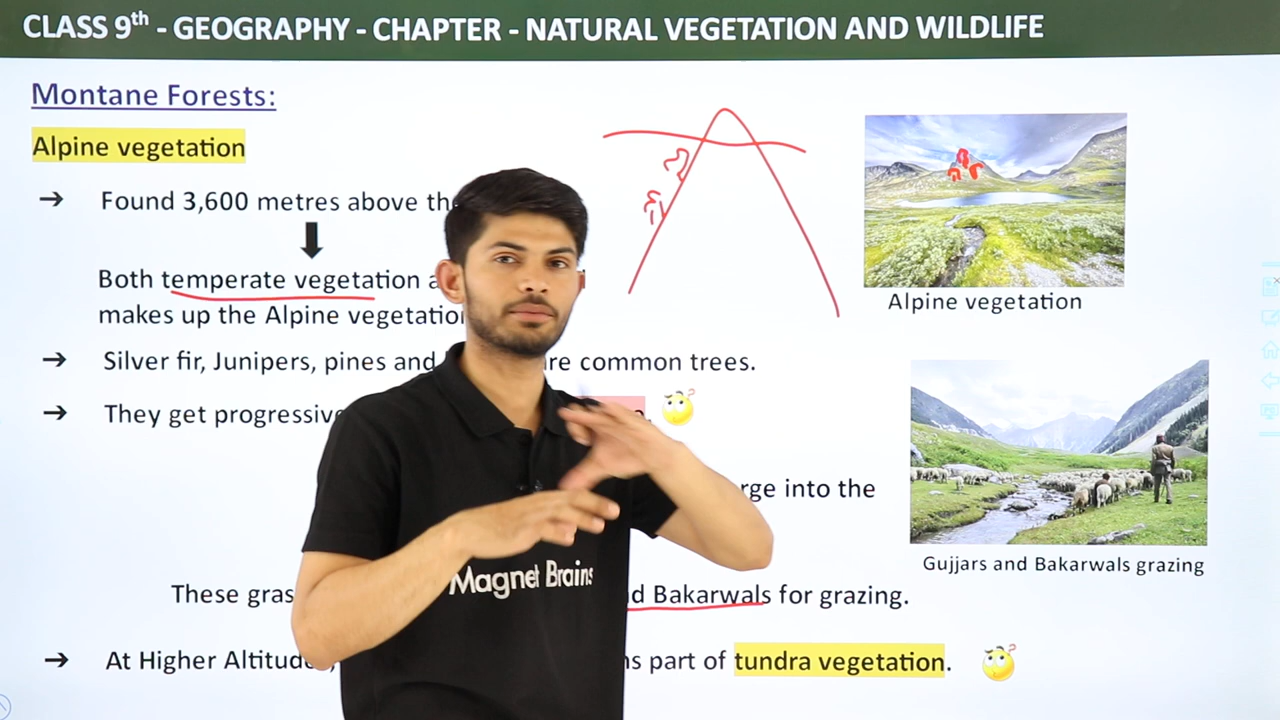 CLASS 9th - GEOGRAPHY - CHAPTER - NATURAL VEGETATION AND WILDLIFE
Montane Forests:
Alpine vegetation
→ Found 3,600 metres above the
Both temperate vegetation
makes up the Alpine vegetation
→ Silver fir, Junipers, pines and are common trees.
→ They get progressive
rge into the
These gras d Bakarwals for grazing.
→ At Higher Altitude, ns part of tundra vegetation.
Alpine vegetation
Gujjars and Bakarwals grazing
Magnet Brains